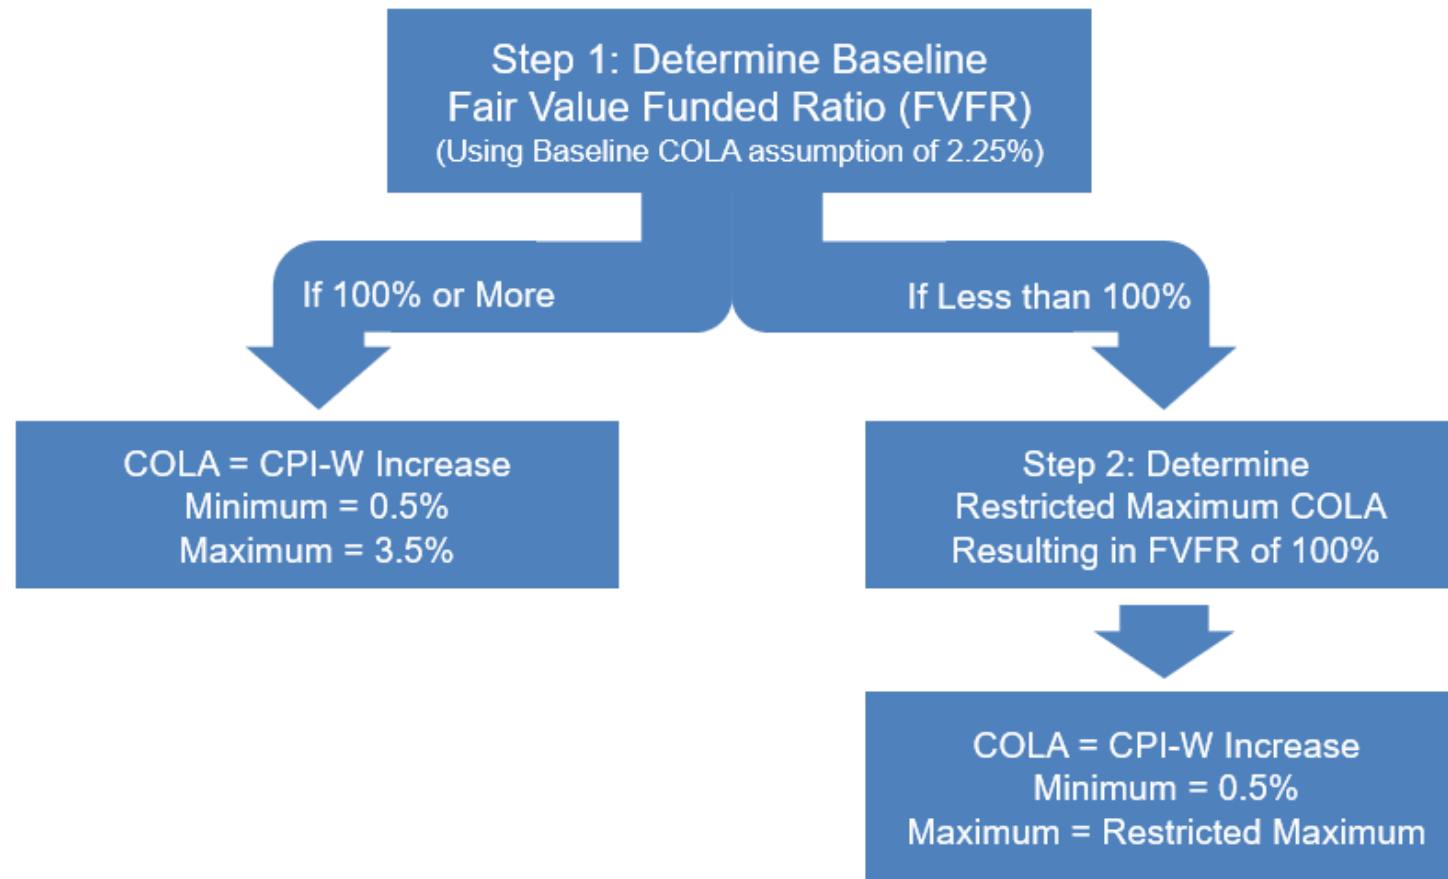 Step 1: Determine Baseline
Fair Value Funded Ratio (FVFR)
(Using Baseline COLA assumption of 2.25%)
If 100% or More
If Less than 100%
COLA = CPI-W Increase
Minimum = 0.5%
Maximum = 3.5%
Step 2: Determine
Restricted Maximum COLA
Resulting in FVFR of 100%
COLA = CPI-W Increase
Minimum = 0.5%
Maximum = Restricted Maximum